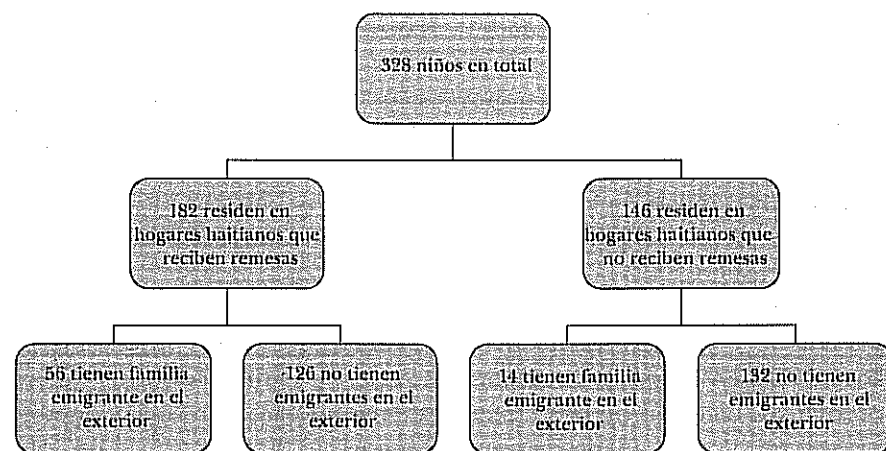 328 niños en total
182 residen en
hogares haitianos que
reciben remesas
146 residen en
hogares haitianos que
no reciben remesas
56 tienen familia
emigrante en el
exterior
126 no tienen
emigrantes en el
exterior
14 tienen familia
emigrante en el
exterior
132 no tienen
emigrantes en el
exterior